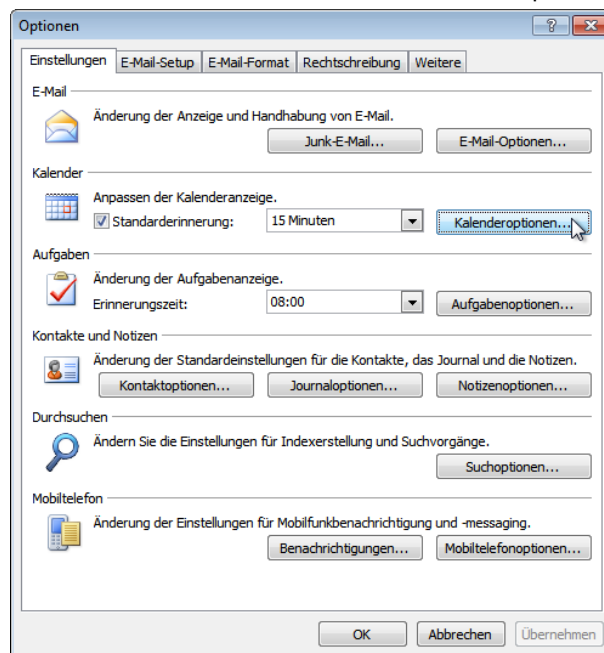 Optionen
Einstellungen E-Mail-Setup E-Mail-Format Rechtschreibung Weitere
E-Mail
Änderung der Anzeige und Handhabung von E-Mail.
Junk-E-Mail... E-Mail-Optionen...
Kalender
Anpassen der Kalenderanzeige.
Standarderinnerung: 15 Minuten Kalenderoptionen...
Aufgaben
Änderung der Aufgabenanzeige.
Erinnerungszeit: 08:00 Aufgabenoptionen...
Kontakte und Notizen
Änderung der Standardeinstellungen für die Kontakte, das Journal und die Notizen.
Kontaktoptionen... Journaloptionen... Notizenoptionen...
Durchsuchen
Ändern Sie die Einstellungen für Indexerstellung und Suchvorgänge.
Suchoptionen...
Mobiltelefon
Änderung der Einstellungen für Mobilfunkbenachrichtigung und -messaging.
Benachrichtigungen... Mobiltelefonoptionen...
OK Abbrechen Übernehmen